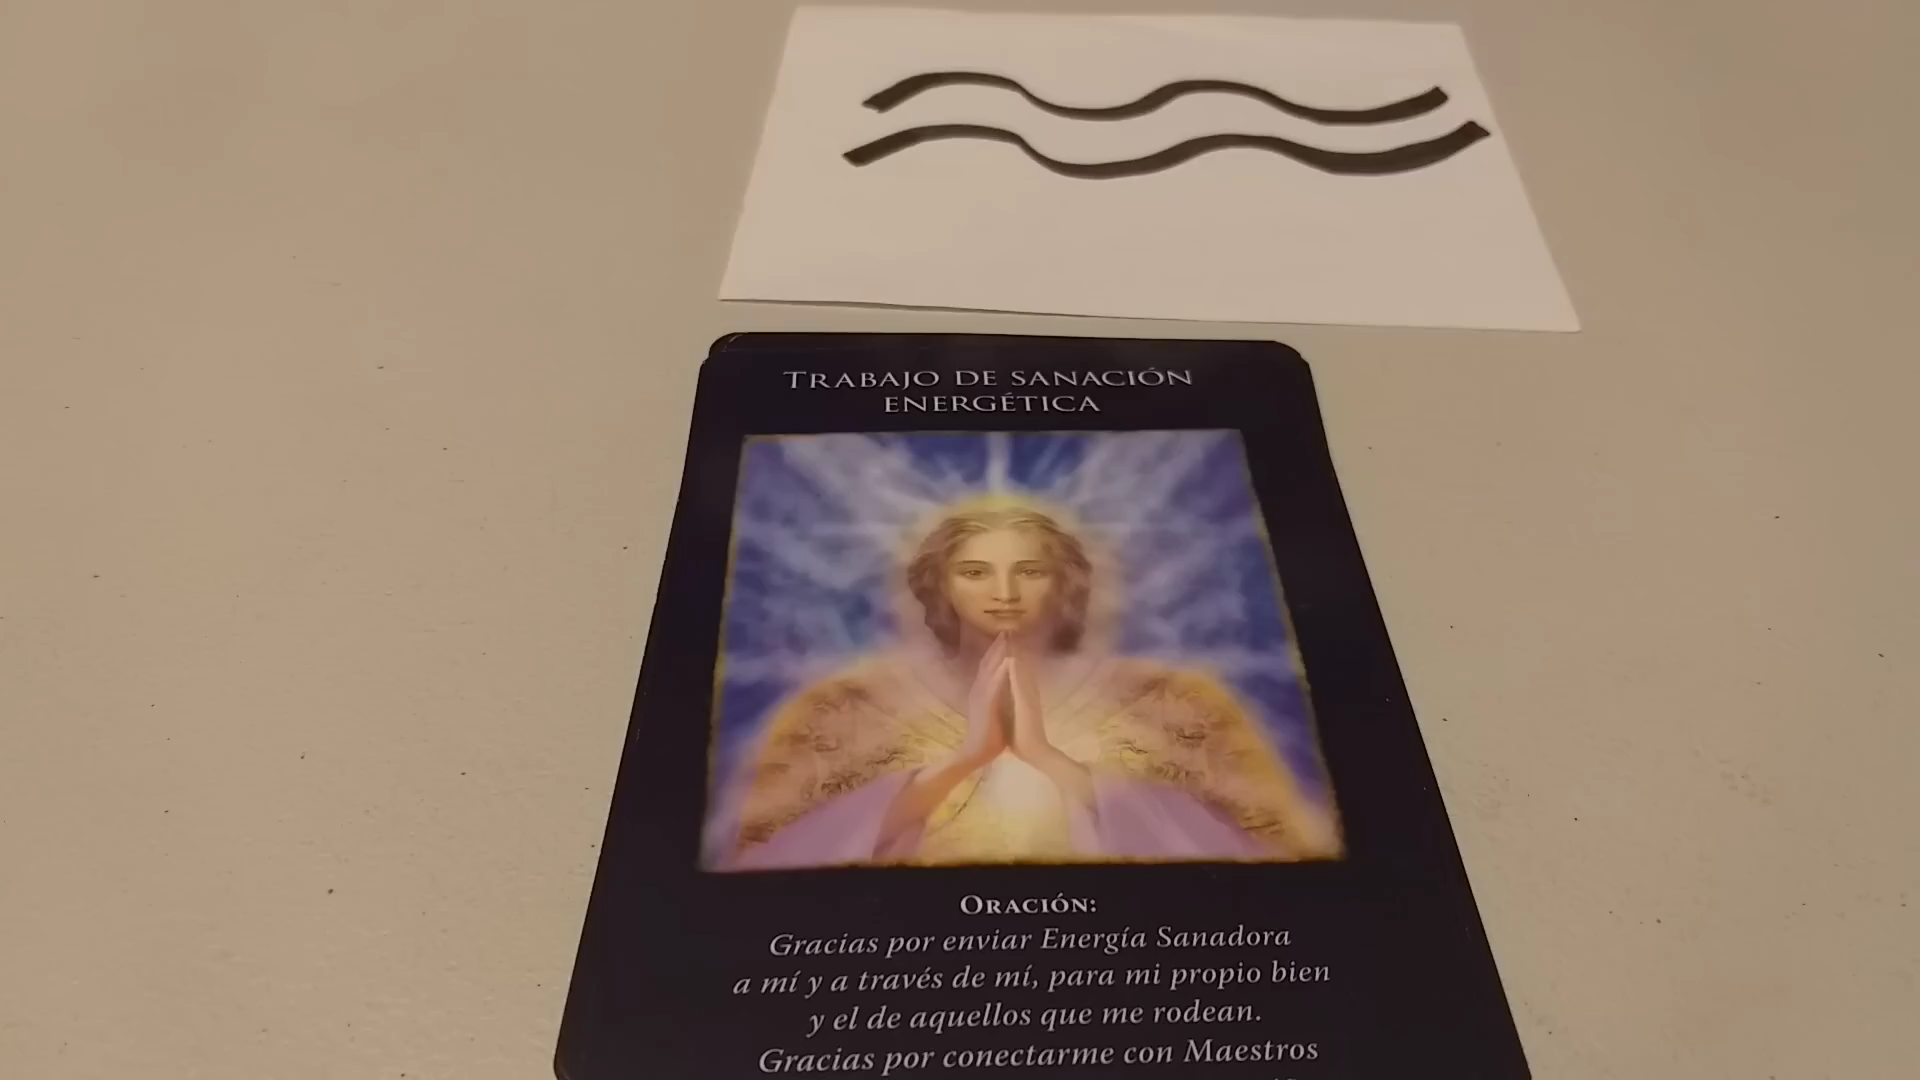 TRABAJO DE SANACIÓN
ENERGÉTICA
ORACIÓN:
Gracias por enviar Energía Sanadora
a mí y a través de mí, para mi propio bien
y el de aquellos que me rodean.
Gracias por conectarme con Maestros